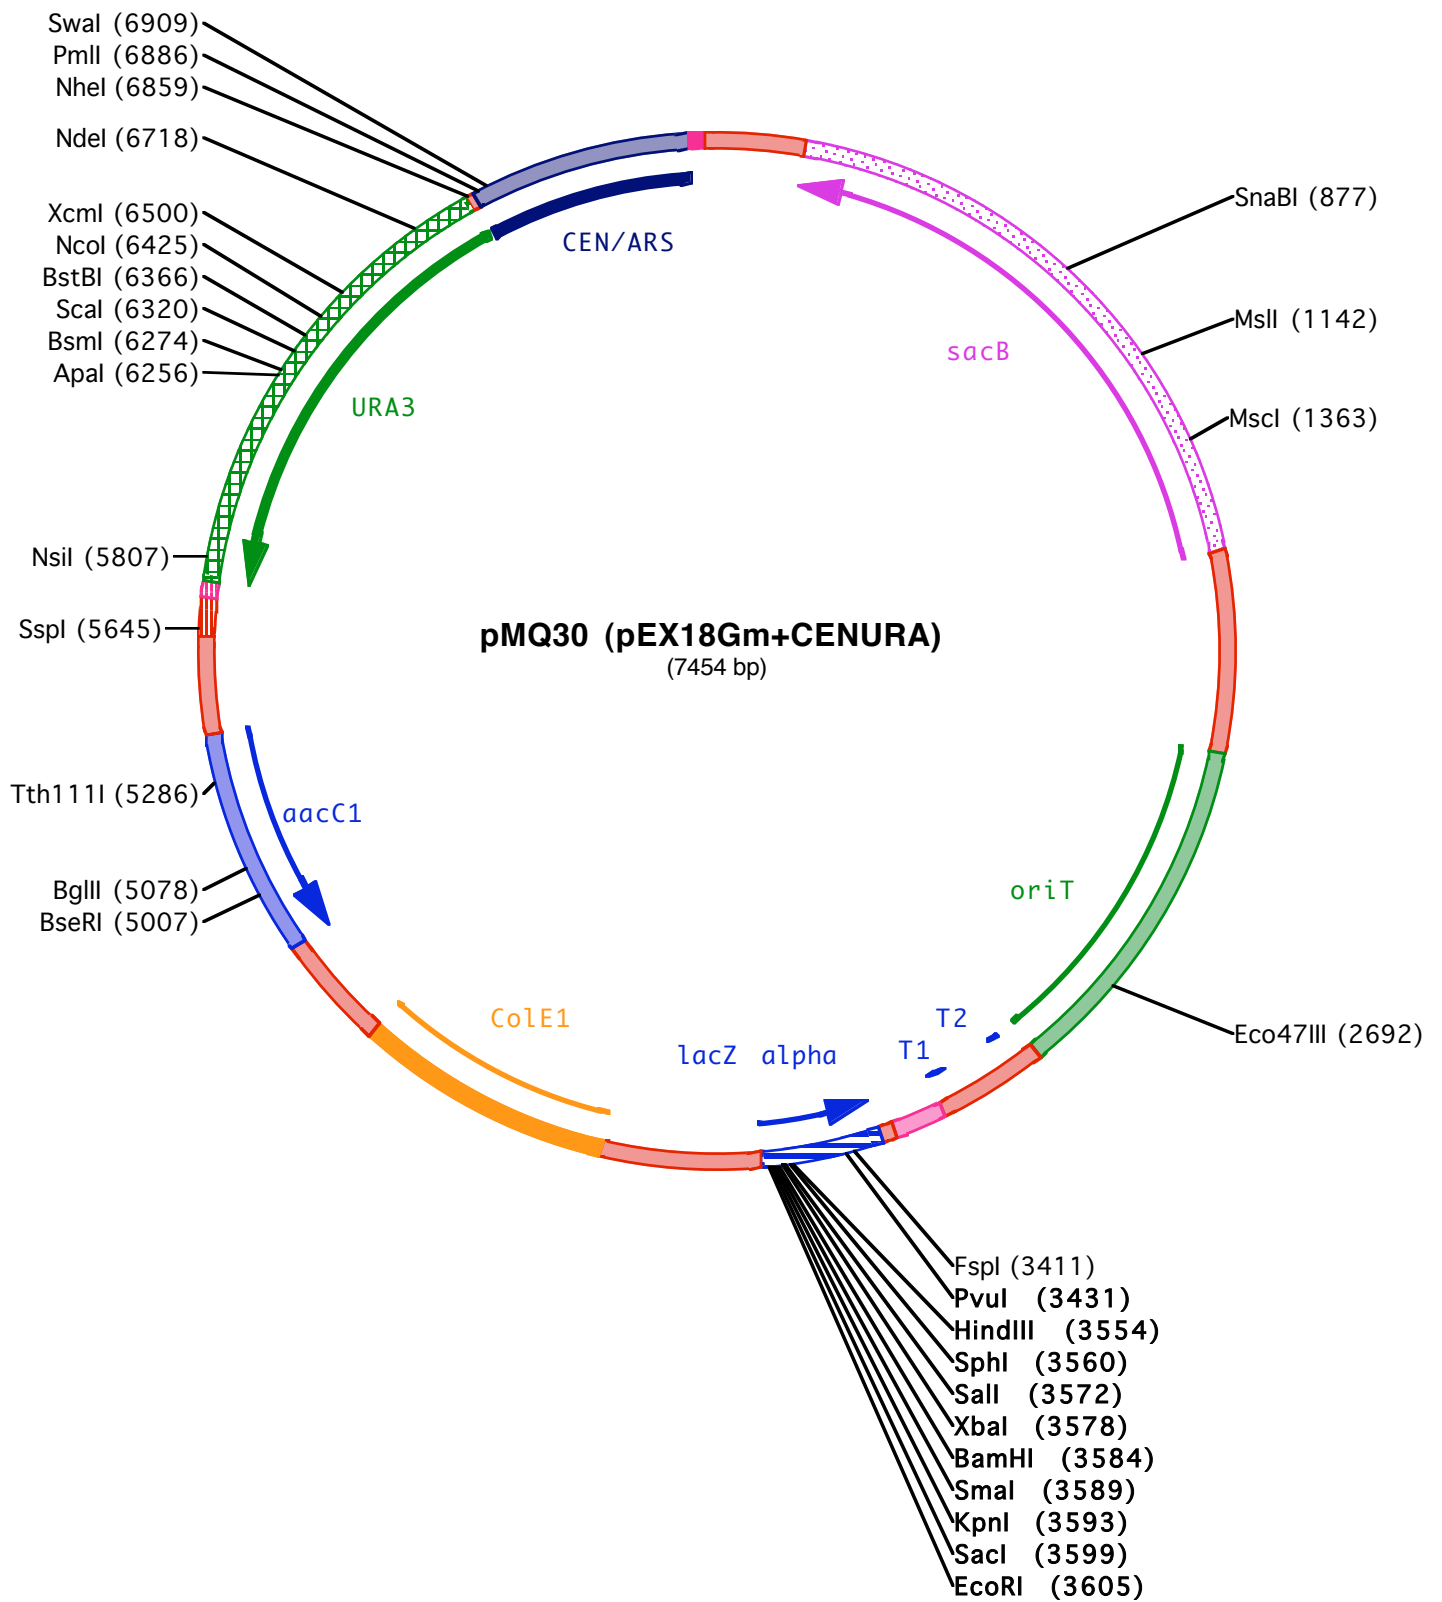 SwaI (6909)
PmlI (6886)
NheI (6859)
NdeI (6718)
XcmI (6500)
NcoI (6425)
BstBI (6366)
ScaI (6320)
BsmI (6274)
ApaI (6256)
NsiI (5807)
SspI (5645)
Tth111I (5286)
BglII (5078)
BseRI (5007)
CEN/ARS
URA3
sacB
SnaBI (877)
MslI (1142)
MscI (1363)
pMQ30 (pEX18Gm+CENURA)
(7454 bp)
aacC1
oriT
ColE1
lacZ alpha
T1
T2
Eco47III (2692)
FspI (3411)
PvuI (3431)
HindIII (3554)
SphI (3560)
SalI (3572)
XbaI (3578)
BamHI (3584)
SmaI (3589)
KpnI (3593)
SacI (3599)
EcoRI (3605)